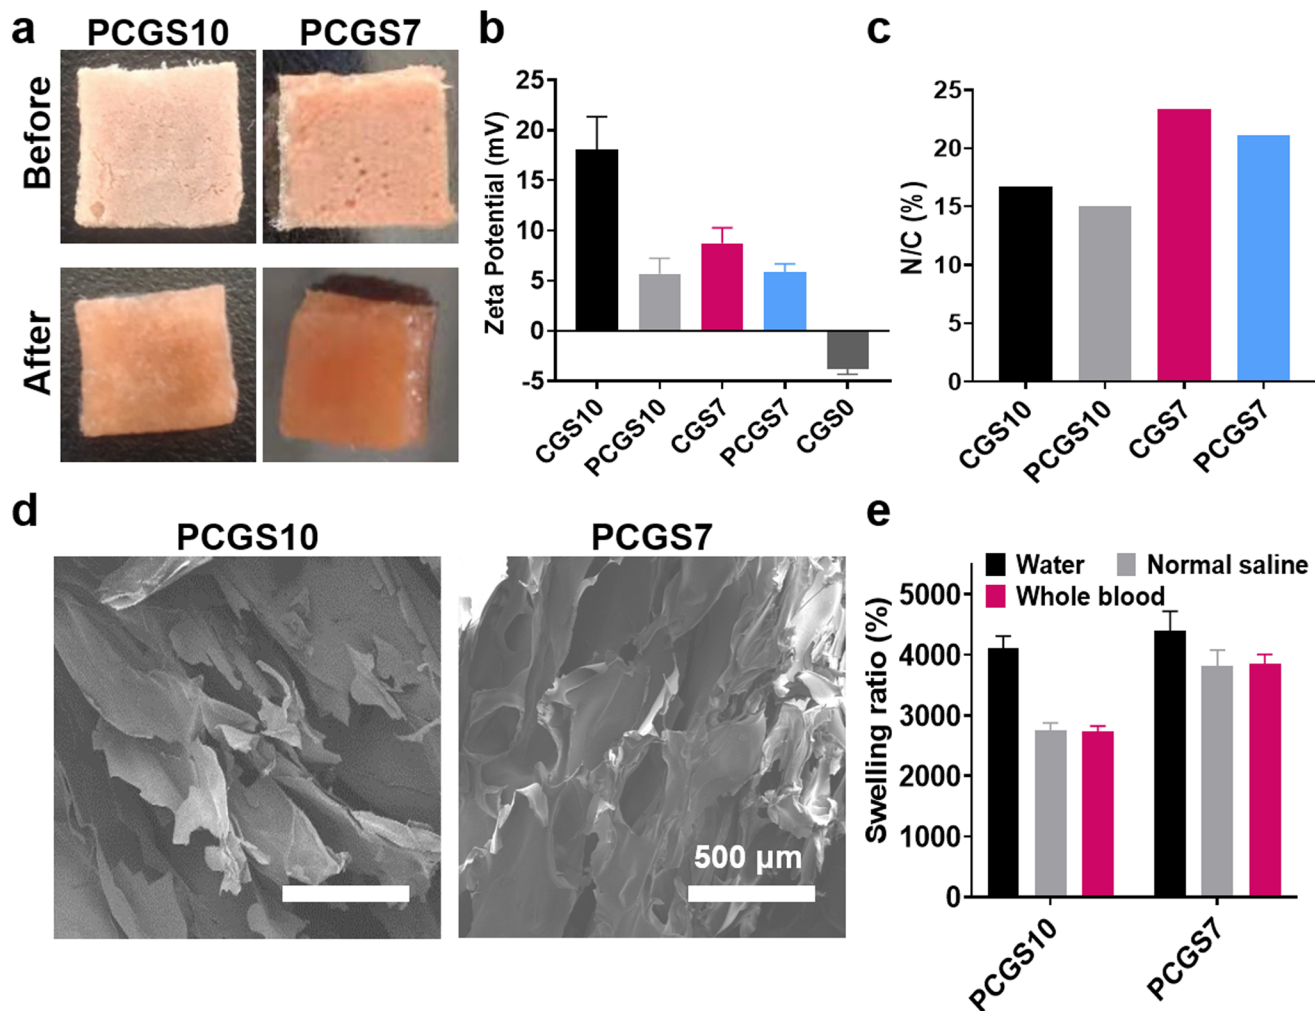 a
PCGS10 PCGS7
Before
After
b
Zeta Potential (mV)
25
20
15
10
5
0
-5
CGS10 PCGS10 CGS7 PCGS7 CGS0
c
N/C (%)
25
20
15
10
5
0
CGS10 PCGS10 CGS7 PCGS7
d
PCGS10 PCGS7
500 μm
e
Water Normal saline
Whole blood
Swelling ratio (%)
5000
4000
3000
2000
1000
0
PCGS10 PCGS7